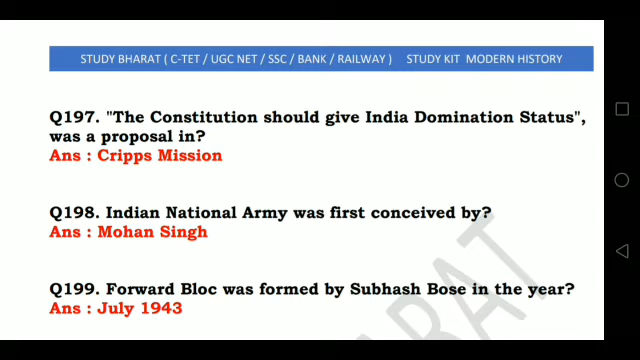 STUDY BHARAT ( C-TET / UGC NET / SSC / BANK / RAILWAY ) STUDY KIT MODERN HISTORY
Q197. "The Constitution should give India Domination Status",
was a proposal in?
Ans : Cripps Mission
Q198. Indian National Army was first conceived by?
Ans : Mohan Singh
Q199. Forward Bloc was formed by Subhash Bose in the year?
Ans : July 1943
BHARAT